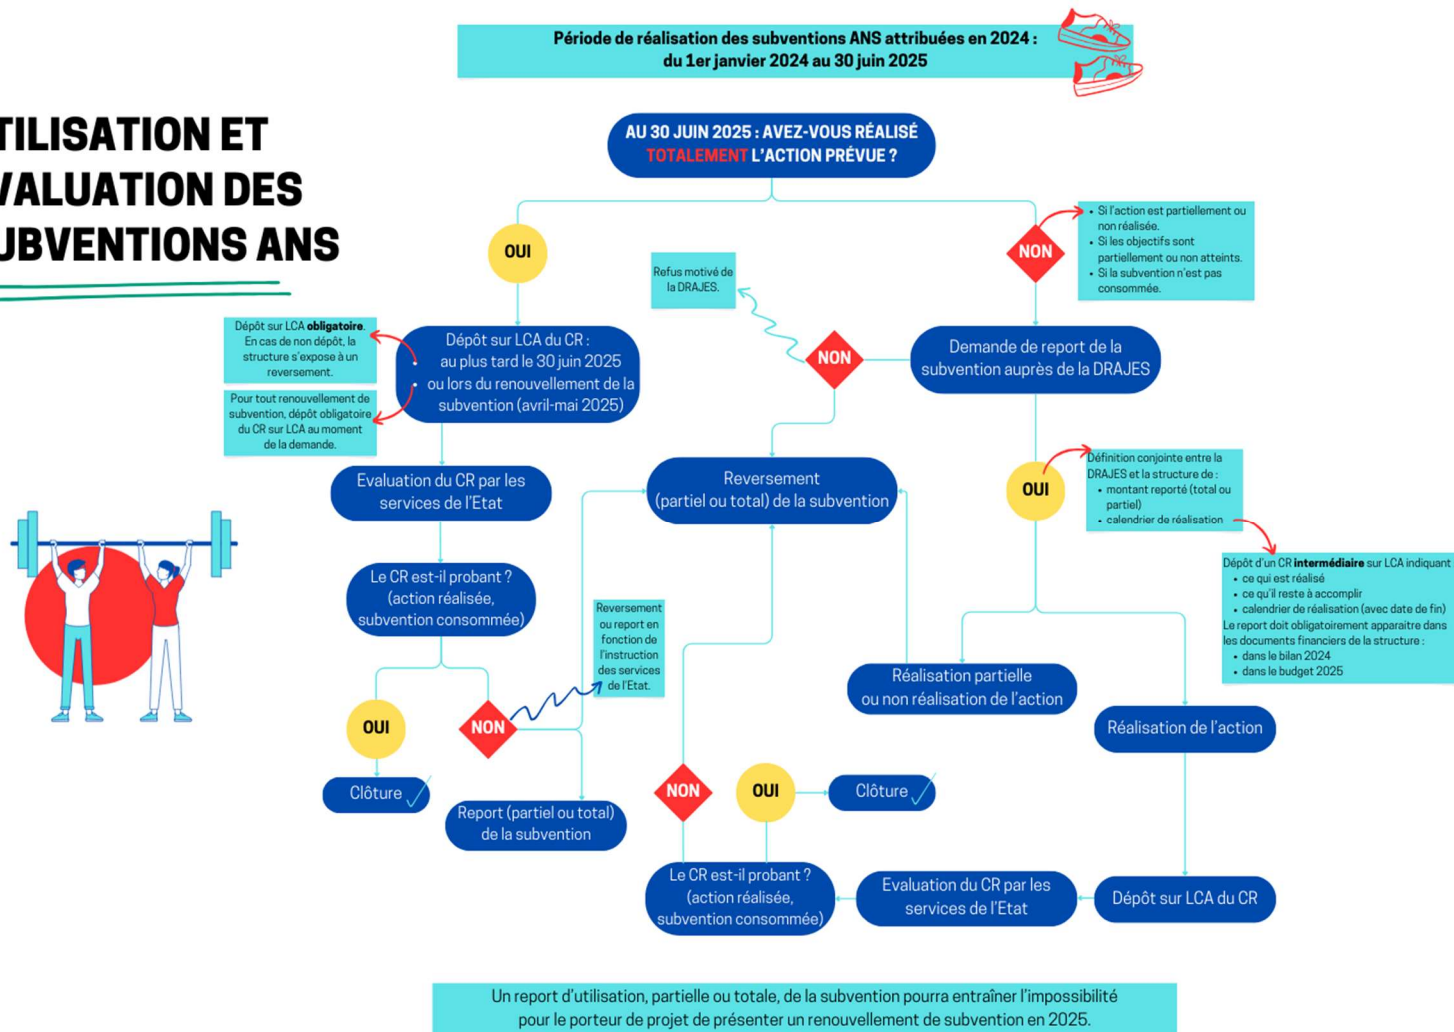 Période de réalisation des subventions ANS attribuées en 2024 :
du 1er janvier 2024 au 30 juin 2025
TILISATION ET
VALUATION DES
UBVENTIONS ANS
AU 30 JUIN 2025 : AVEZ-VOUS RÉALISÉ
TOTALEMENT L'ACTION PRÉVUE ?
OUI
NON
• Si l'action est partiellement ou
non réalisée.
• Si les objectifs sont
partiellement ou non atteints.
• Si la subvention n'est pas
consommée.
Refus motivé de
la DRAJES.
Dépôt sur LCA obligatoire.
En cas de non dépôt, la
structure s'expose à un
reversement.
Pour tout renouvellement de
subvention, dépôt obligatoire
du CR sur LCA au moment
de la demande.
Dépôt sur LCA du CR :
• au plus tard le 30 juin 2025
• ou lors du renouvellement de la
subvention (avril-mai 2025)
NON
Demande de report de la
subvention auprès de la DRAJES
Evaluation du CR par les
services de l'Etat
Reversement
(partiel ou total) de la subvention
OUI
Définition conjointe entre la
DRAJES et la structure de :
• montant reporté (total ou
partiel)
• calendrier de réalisation
Dépôt d'un CR intermédiaire sur LCA indiquant
• ce qui est réalisé
• ce qu'il reste à accomplir
• calendrier de réalisation (avec date de fin)
Le report doit obligatoirement apparaitre dans
les documents financiers de la structure :
• dans le bilan 2024
• dans le budget 2025
Le CR est-il probant ?
(action réalisée,
subvention consommée)
Reversement
ou report en
fonction de
l'instruction
des services
de l'Etat.
Réalisation partielle
ou non réalisation de l'action
Réalisation de l'action
OUI
NON
Clôture
Report (partiel ou total)
de la subvention
NON
OUI
Clôture
Le CR est-il probant ?
(action réalisée,
subvention consommée)
Evaluation du CR par les
services de l'Etat
Dépôt sur LCA du CR
Un report d'utilisation, partielle ou totale, de la subvention pourra entraîner l'impossibilité
pour le porteur de projet de présenter un renouvellement de subvention en 2025.